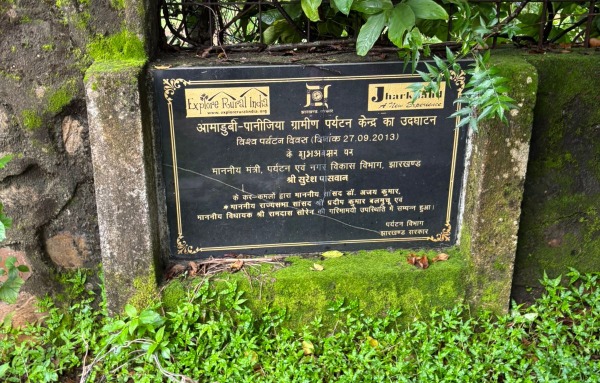 Explore Rural India
www.exploreruralindia.org
Jharkhand
A New Experience
आमाडुबी-पानीजिया ग्रामीण पर्यटन केन्द्र का उदघाटन
विश्व पर्यटन दिवस (दिनांक 27.09.2013)
के शुभअवसर पर
माननीय मंत्री, पर्यटन एवं नगर विकास विभाग, झारखण्ड
श्री सुरेश पासवान
के कर-कमलों द्वारा माननीय सांसद डॉ. अजय कुमार,
माननीय राज्यसभा सांसद श्री प्रदीप कुमार बलमुचू एवं
माननीय विधायक श्री रामदास सोरेन की गरिमामयी उपस्थिति में सम्पन्न हुआ।
पर्यटन विभाग
झारखण्ड सरकार